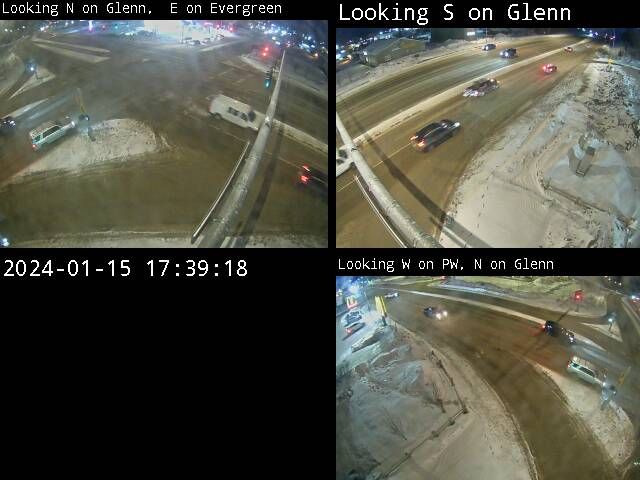 Looking N on Glenn,  E on Evergreen
Looking S on Glenn
2024-01-15 17:39:18
Looking W on PW, N on Glenn